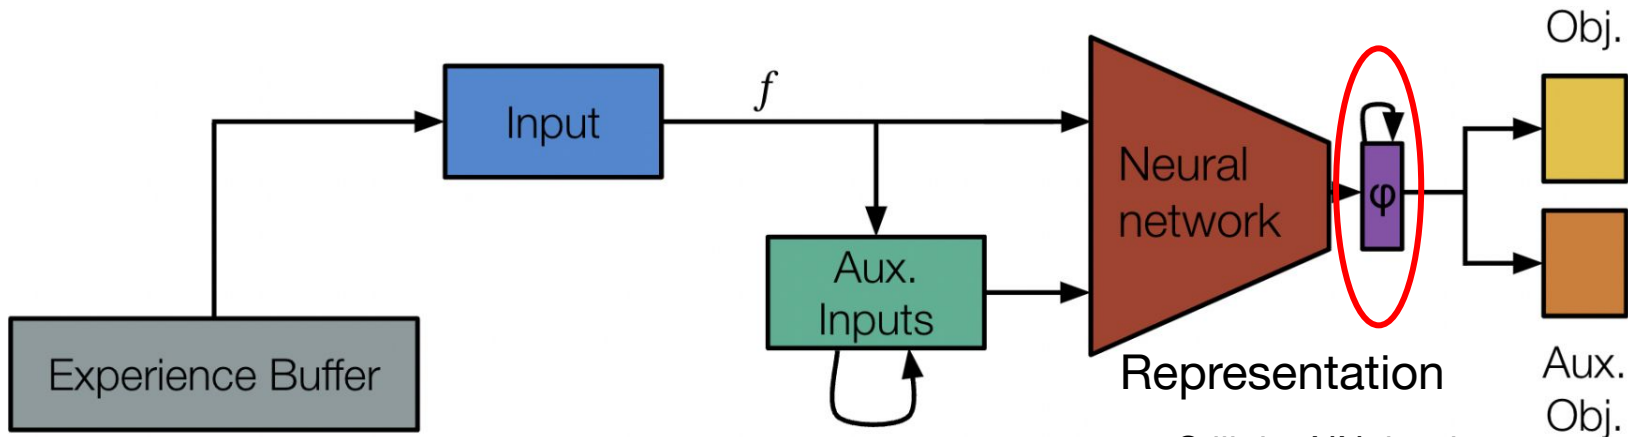 Obj.
f
Input
Neural
network
φ
Aux.
Inputs
Experience Buffer
Representation
Aux.
Obj.